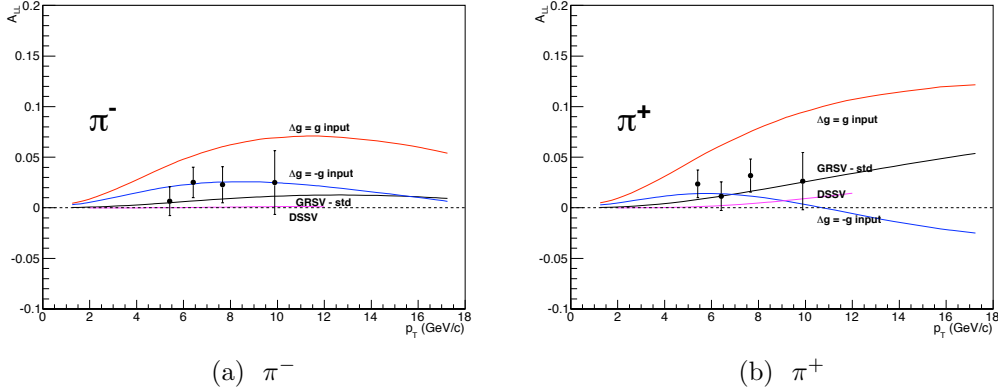 A_LL
0.2
0.15
0.1
0.05
0
-0.05
-0.1
π-
Δg = g input
Δg = -g input
GRSV - std
DSSV
0 2 4 6 8 10 12 14 16 18
p_T (GeV/c)
(a) π−
A_LL
0.2
0.15
0.1
0.05
0
-0.05
-0.1
π+
Δg = g input
GRSV - std
DSSV
Δg = -g input
0 2 4 6 8 10 12 14 16 18
p_T (GeV/c)
(b) π+